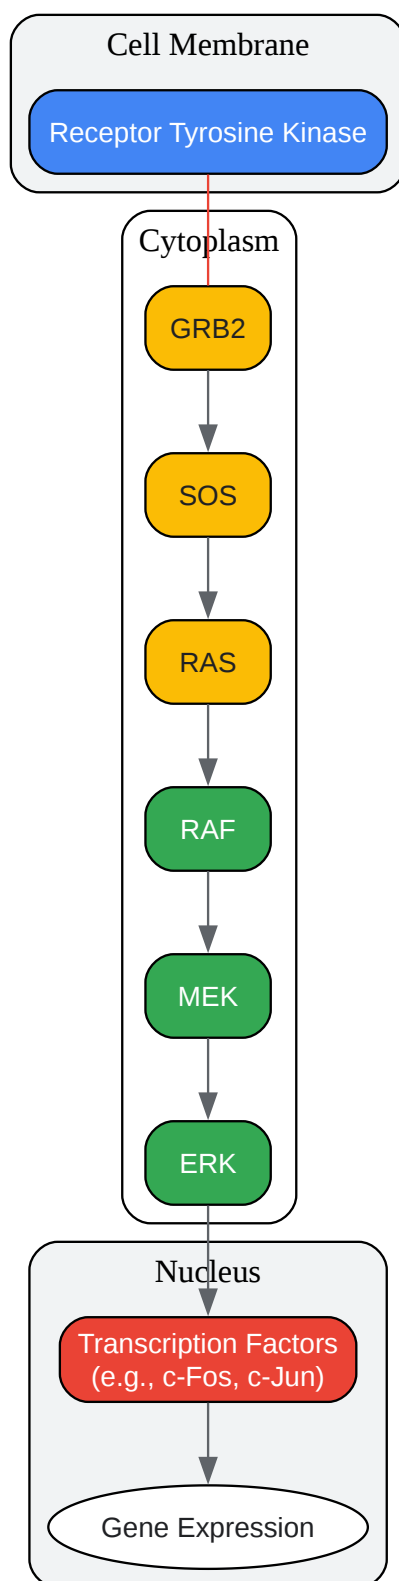 Cell Membrane
Receptor Tyrosine Kinase
Cytoplasm
GRB2
SOS
RAS
RAF
MEK
ERK
Nucleus
Transcription Factors
(e.g., c-Fos, c-Jun)
Gene Expression